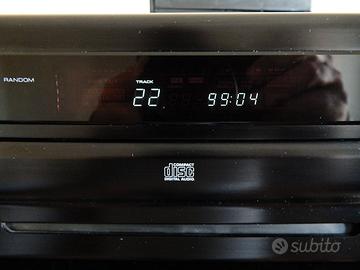 RANDOM
TRACK
22 99:04
COMPACT
disc
DIGITAL AUDIO
subito